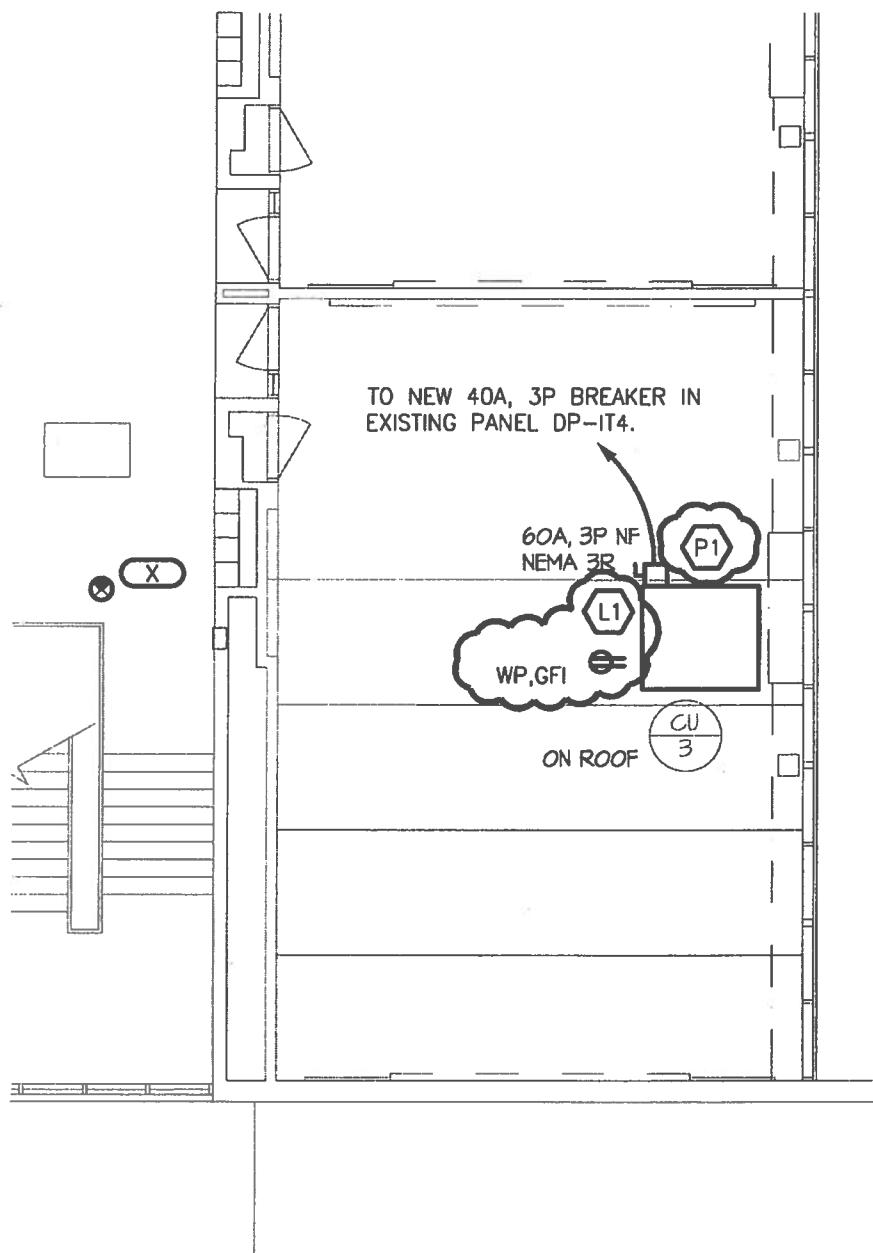 TO NEW 40A, 3P BREAKER IN
EXISTING PANEL DP-IT4.
60A, 3P NF
NEMA 3R
P1
L1
WP,GFI
X
CU
3
ON ROOF